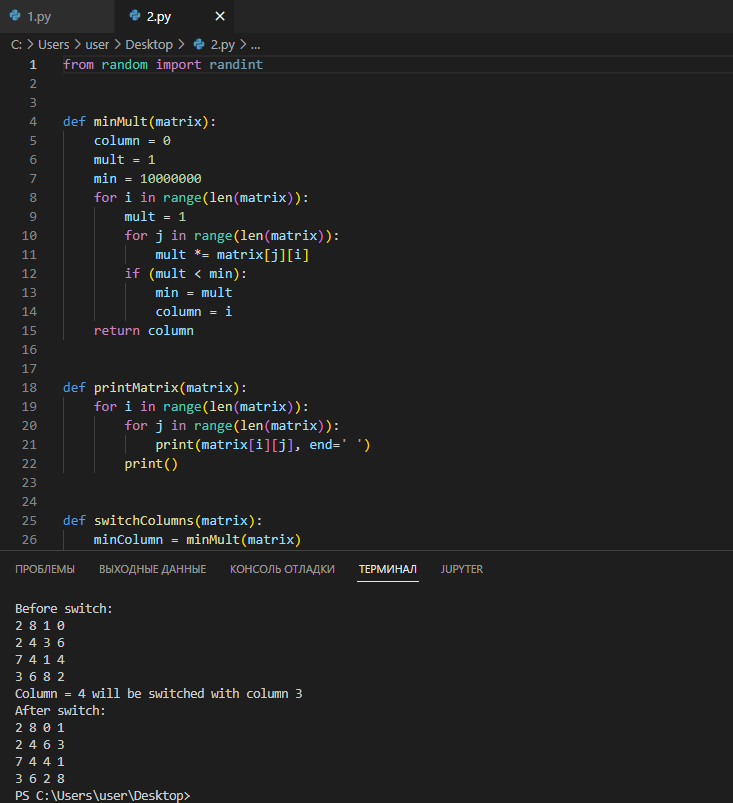 1.py 2.py ✕
C: > Users > user > Desktop > 2.py > ...
1 from random import randint
2
3
4 def minMult(matrix):
5 column = 0
6 mult = 1
7 min = 10000000
8 for i in range(len(matrix)):
9 mult = 1
10 for j in range(len(matrix)):
11 mult *= matrix[j][i]
12 if (mult < min):
13 min = mult
14 column = i
15 return column
16
17
18 def printMatrix(matrix):
19 for i in range(len(matrix)):
20 for j in range(len(matrix)):
21 print(matrix[i][j], end=' ')
22 print()
23
24
25 def switchColumns(matrix):
26 minColumn = minMult(matrix)
ПРОБЛЕМЫ ВЫХОДНЫЕ ДАННЫЕ КОНСОЛЬ ОТЛАДКИ ТЕРМИНАЛ JUPYTER
Before switch:
2 8 1 0
2 4 3 6
7 4 1 4
3 6 8 2
Column = 4 will be switched with column 3
After switch:
2 8 0 1
2 4 6 3
7 4 4 1
3 6 2 8
PS C:\Users\user\Desktop>